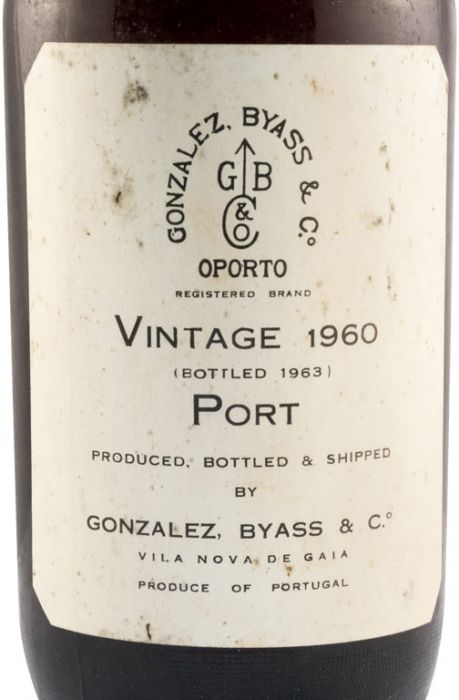 GONZALEZ, BYASS & Cº
G B
& Co
OPORTO
REGISTERED BRAND
VINTAGE 1960
(BOTTLED 1963)
PORT
PRODUCED, BOTTLED & SHIPPED
BY
GONZALEZ, BYASS & C.º
VILA NOVA DE GAIA
PRODUCE OF PORTUGAL